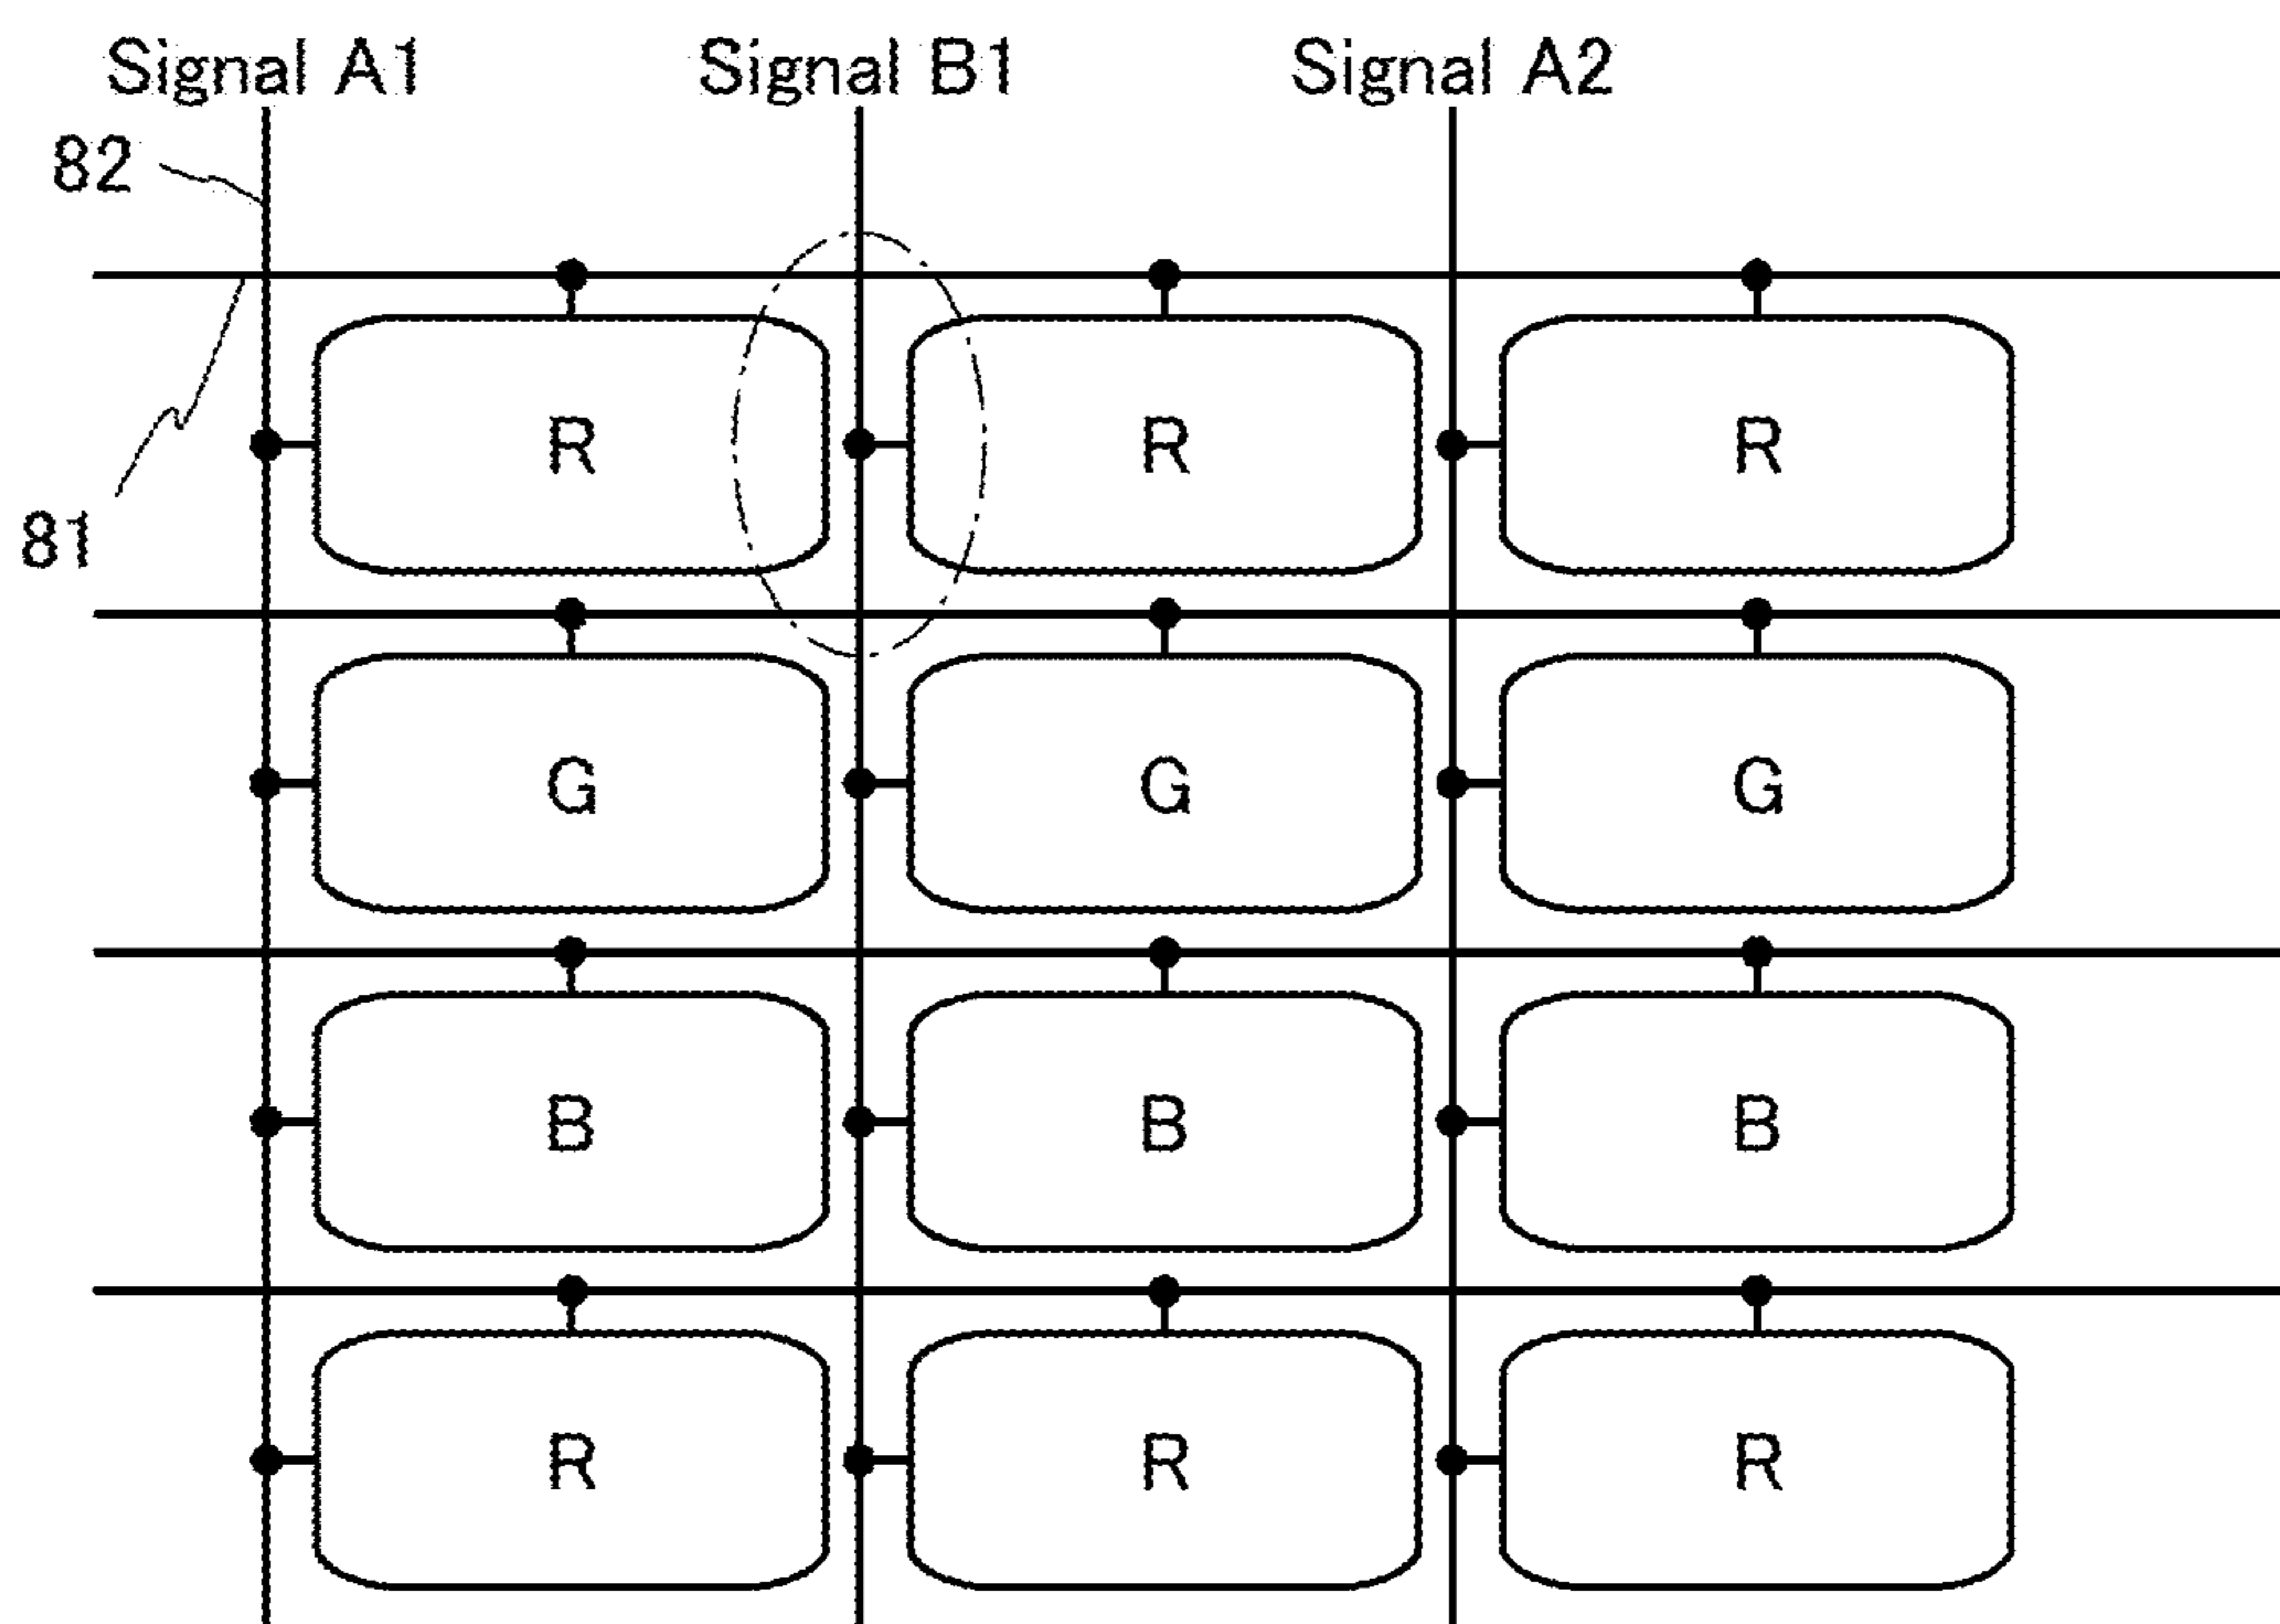 Signal A1 Signal B1 Signal A2
82
R R R
81
G G G
B B B
R R R